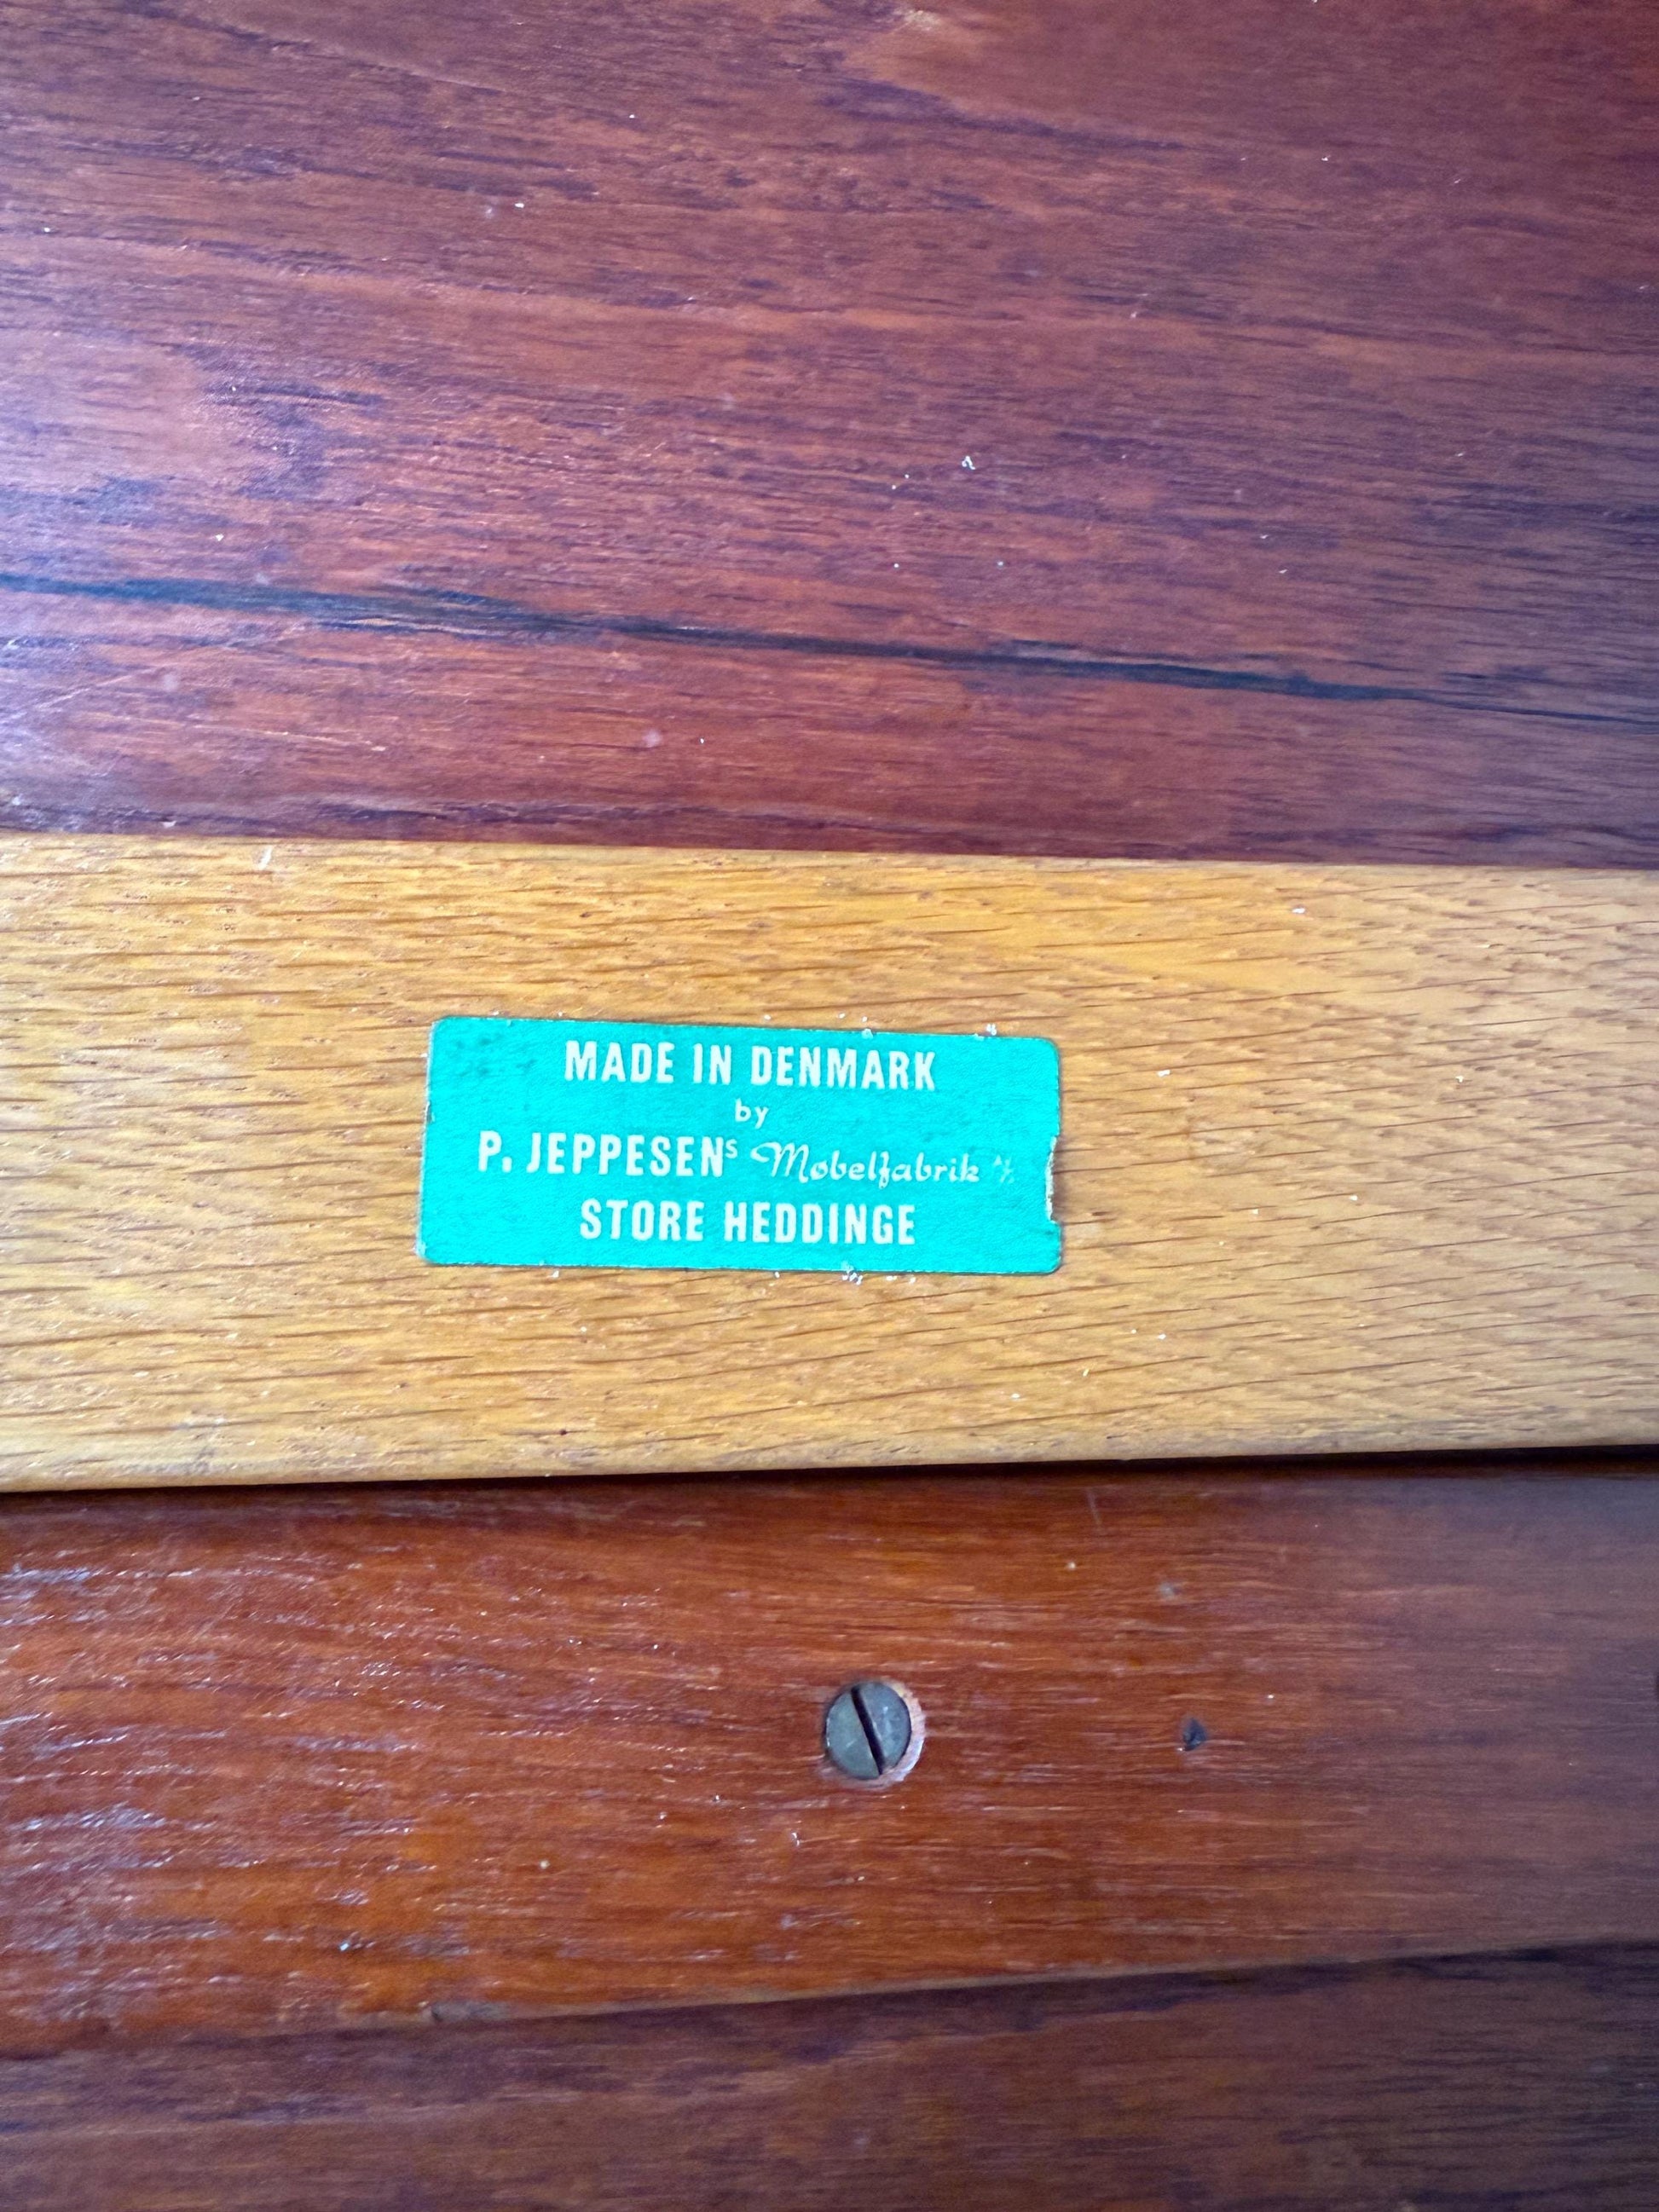 MADE IN DENMARK
by
P. JEPPESENs Møbelfabrik A/S
STORE HEDDINGE